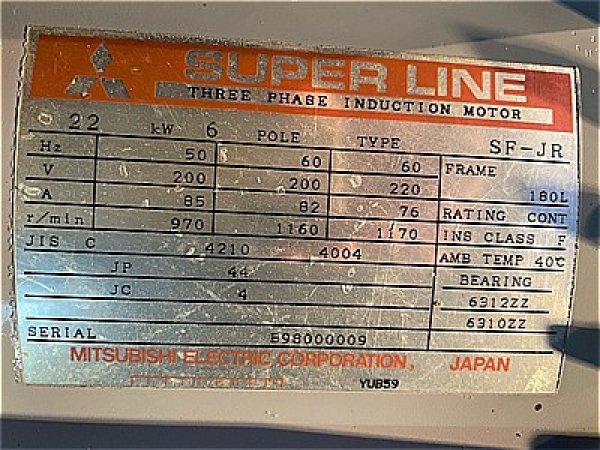 SUPER LINE
THREE PHASE INDUCTION MOTOR
22 kW 6 POLE TYPE SF-JR
Hz 50 60 60 FRAME
V 200 200 220 180L
A 85 82 76 RATING CONT
r/min 970 1160 1170 INS CLASS F
JIS C 4210 4004 AMB TEMP 40℃
JP 44 BEARING
JC 4 6312ZZ
6310ZZ
SERIAL B98000009
MITSUBISHI ELECTRIC CORPORATION, JAPAN
YUB59